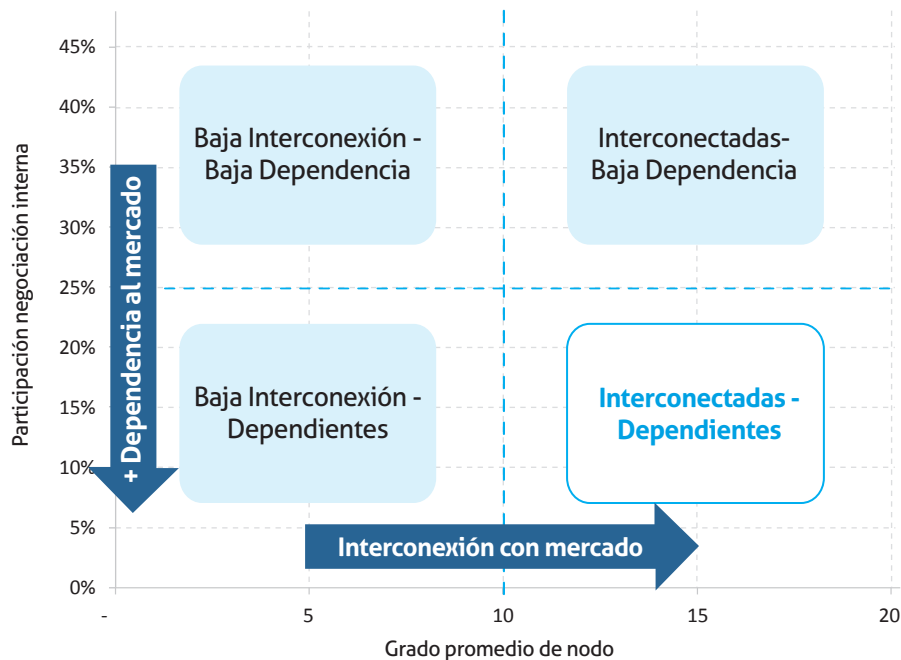 45%
40%
35%
30%
25%
20%
15%
10%
5%
0%
Participación negociación interna
+ Dependencia al mercado
Baja Interconexión -
Baja Dependencia
Interconectadas-
Baja Dependencia
Baja Interconexión -
Dependientes
Interconectadas -
Dependientes
Interconexión con mercado
-
5
10
15
20
Grado promedio de nodo